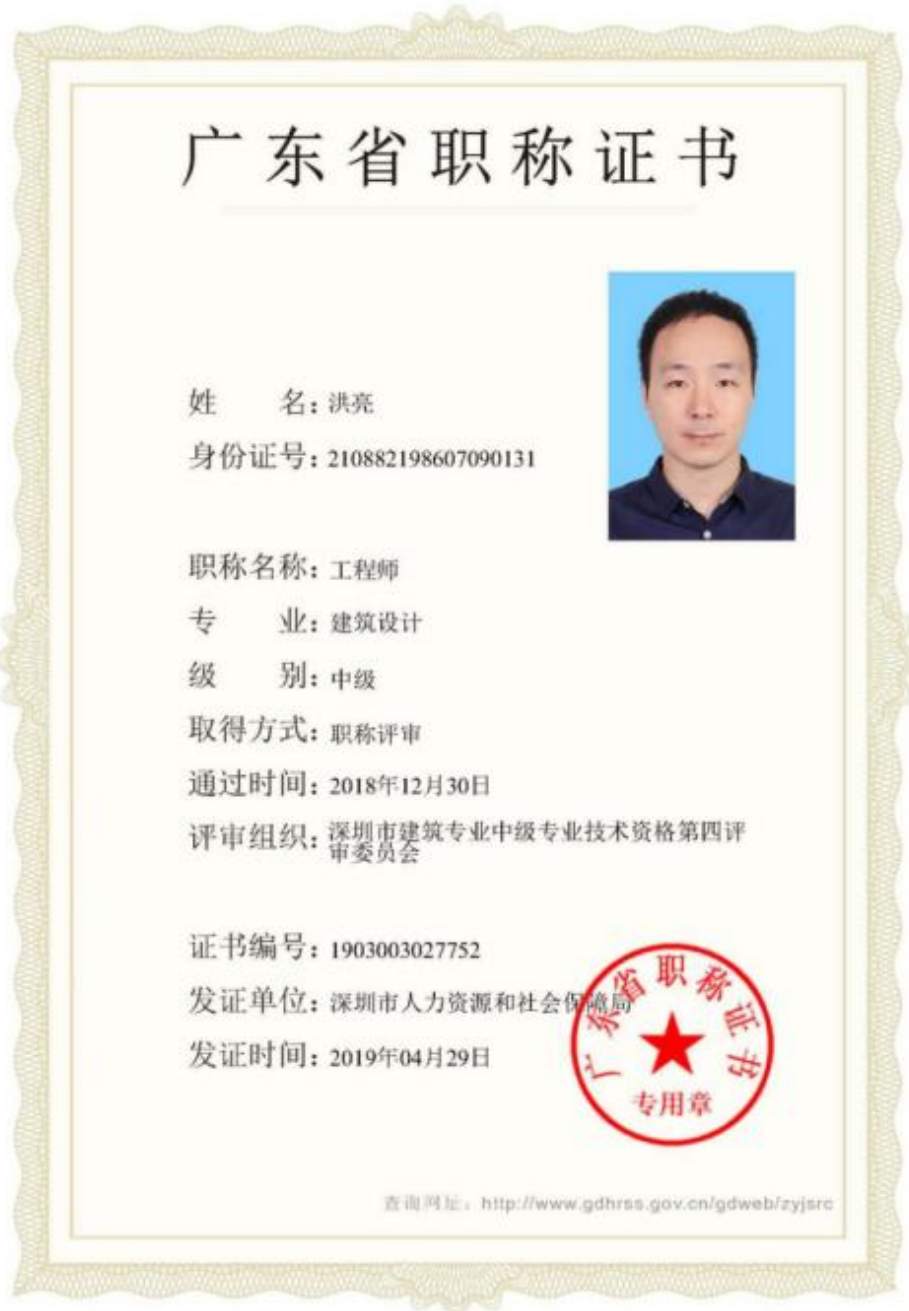 广东省职称证书
姓 名：洪亮
身份证号：210882198607090131
职称名称：工程师
专 业：建筑设计
级 别：中级
取得方式：职称评审
通过时间：2018年12月30日
评审组织：深圳市建筑专业中级专业技术资格第四评
审委员会
证书编号：1903003027752
发证单位：深圳市人力资源和社会保障局
发证时间：2019年04月29日
广东省职称证书
专用章
查询网址：http://www.gdhrss.gov.cn/gdweb/zyjsrc